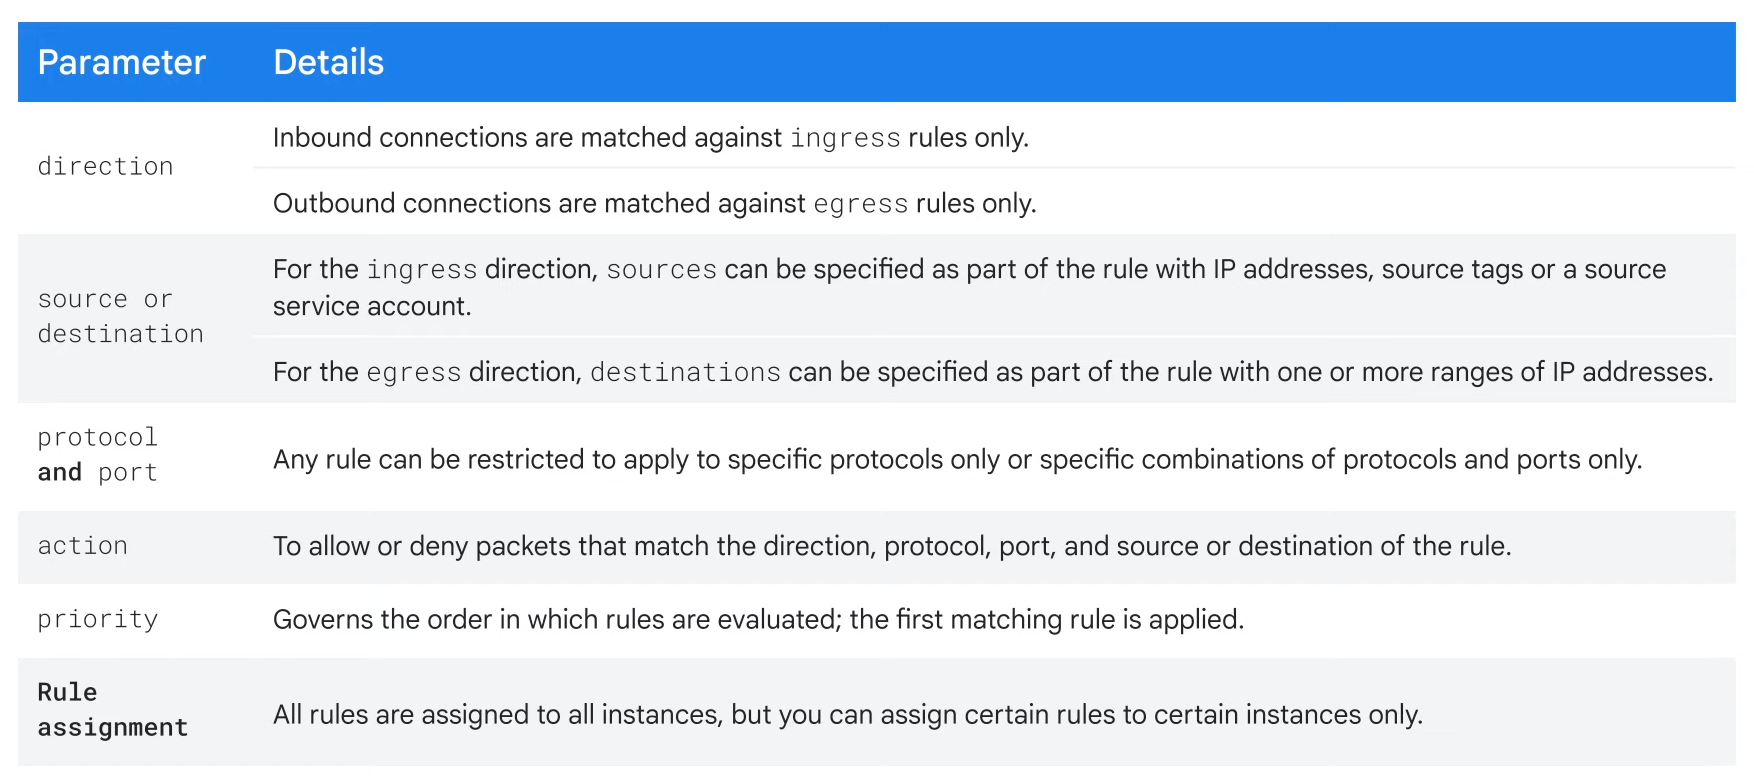 Parameter Details
direction
Inbound connections are matched against ingress rules only.
Outbound connections are matched against egress rules only.
source or
destination
For the ingress direction, sources can be specified as part of the rule with IP addresses, source tags or a source
service account.
For the egress direction, destinations can be specified as part of the rule with one or more ranges of IP addresses.
protocol
and port
Any rule can be restricted to apply to specific protocols only or specific combinations of protocols and ports only.
action
To allow or deny packets that match the direction, protocol, port, and source or destination of the rule.
priority
Governs the order in which rules are evaluated; the first matching rule is applied.
Rule
assignment
All rules are assigned to all instances, but you can assign certain rules to certain instances only.